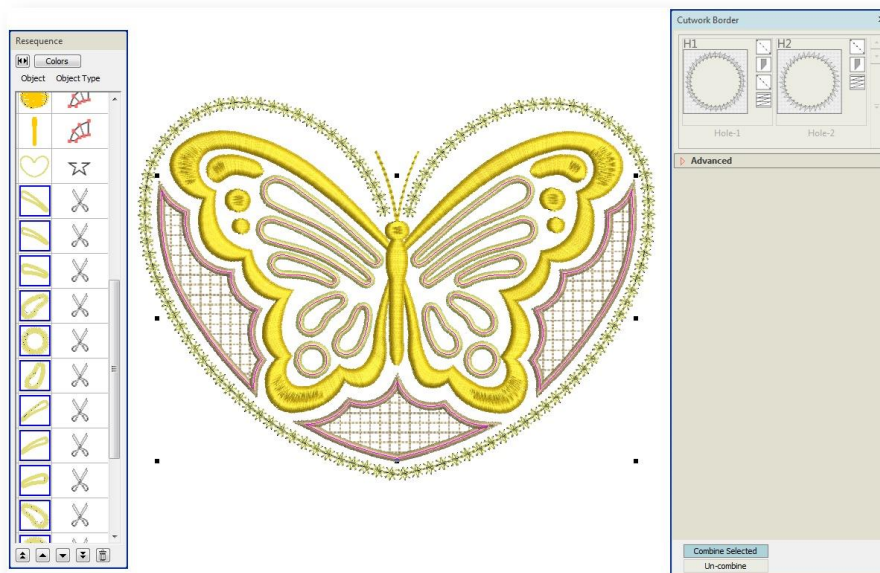 Resequence
Colors
Object Object Type
Cutwork Border
H1 H2
Hole-1 Hole-2
Advanced
Combine Selected
Un-combine